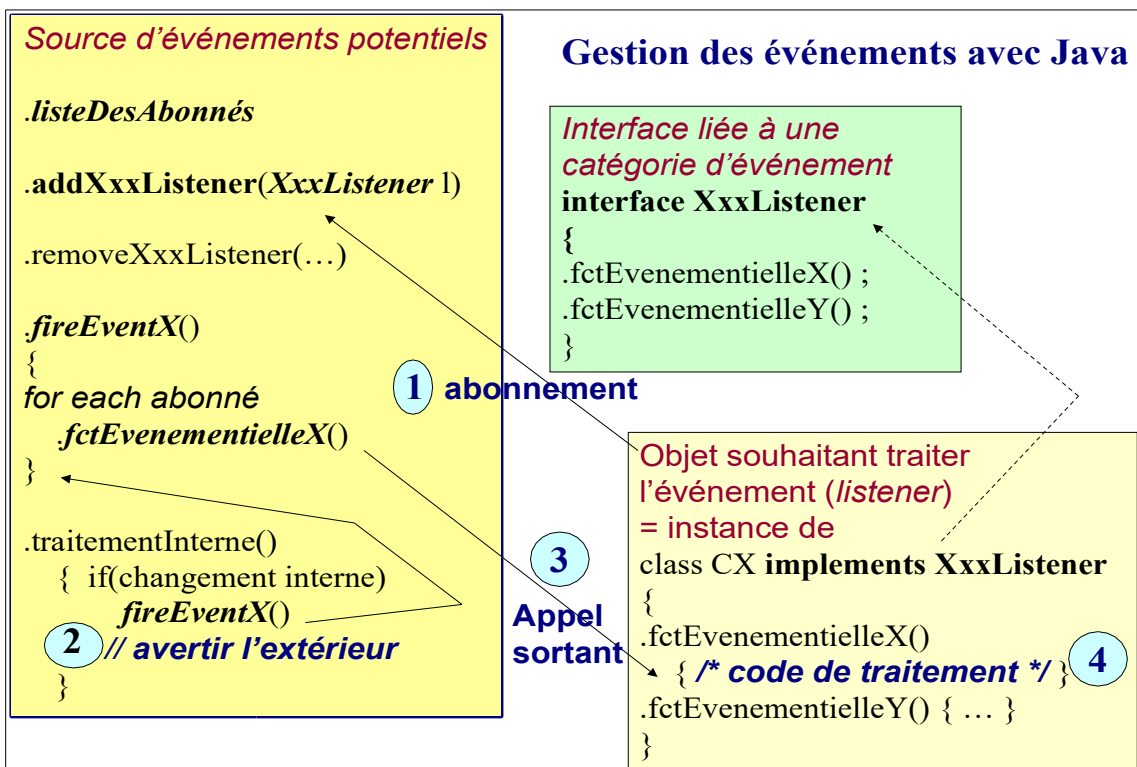 Source d'événements potentiels
.listeDesAbonnés
.addXxxListener(XxxListener l)
.removeXxxListener(…)
.fireEventX()
{
for each abonné
.fctEvenementielleX()
}
.traitementInterne()
{ if(changement interne)
fireEventX()
2 // avertir l'extérieur
}
Gestion des événements avec Java
Interface liée à une
catégorie d'événement
interface XxxListener
{
.fctEvenementielleX() ;
.fctEvenementielleY() ;
}
1 abonnement
3
Appel
sortant
Objet souhaitant traiter
l'événement (listener)
= instance de
class CX implements XxxListener
{
.fctEvenementielleX()
{ /* code de traitement */ }
4
.fctEvenementielleY() { … }
}